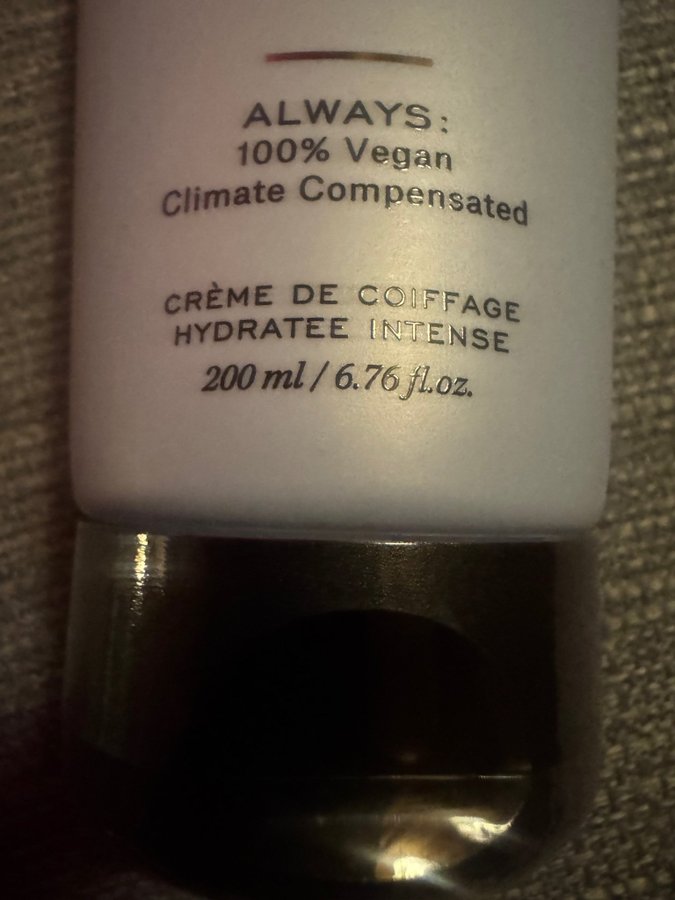 ALWAYS:
100% Vegan
Climate Compensated
CRÈME DE COIFFAGE
HYDRATEE INTENSE
200 ml / 6.76 fl.oz.